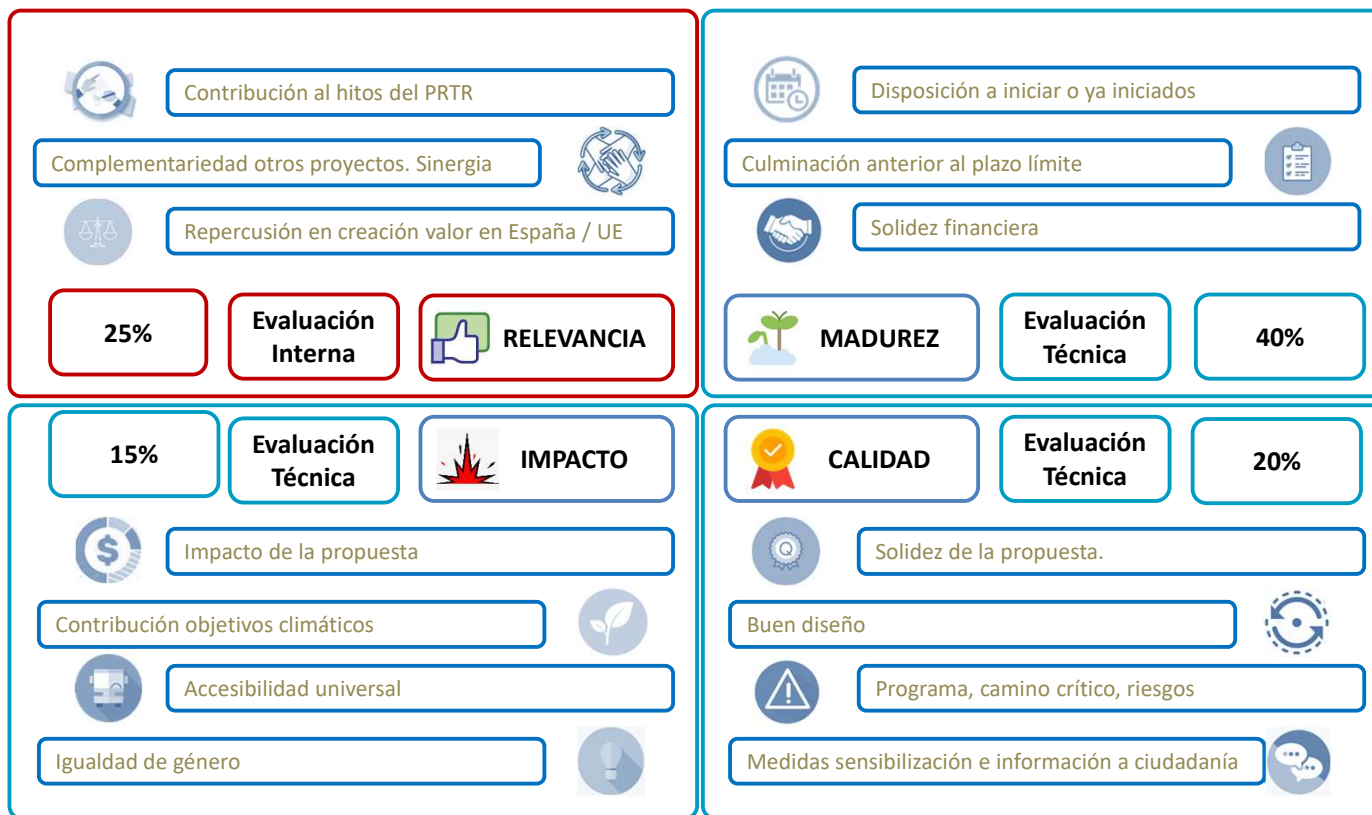 Contribución al hitos del PRTR
Complementariedad otros proyectos. Sinergia
Repercusión en creación valor en España / UE
25%
Evaluación
Interna
RELEVANCIA
Disposición a iniciar o ya iniciados
Culminación anterior al plazo límite
Solidez financiera
MADUREZ
Evaluación
Técnica
40%
15%
Evaluación
Técnica
IMPACTO
Impacto de la propuesta
Contribución objetivos climáticos
Accesibilidad universal
Igualdad de género
CALIDAD
Evaluación
Técnica
20%
Solidez de la propuesta.
Buen diseño
Programa, camino crítico, riesgos
Medidas sensibilización e información a ciudadanía